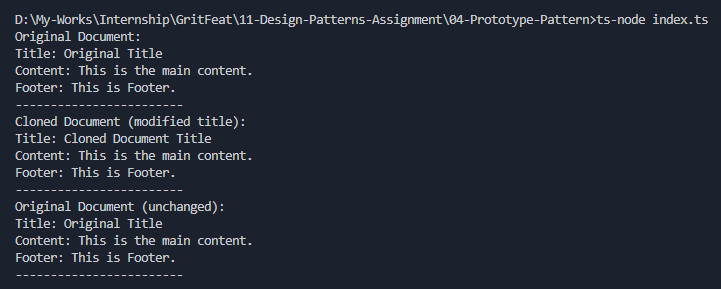 D:\My-Works\Internship\GritFeat\11-Design-Patterns-Assignment\04-Prototype-Pattern>ts-node index.ts
Original Document:
Title: Original Title
Content: This is the main content.
Footer: This is Footer.
------------------------
Cloned Document (modified title):
Title: Cloned Document Title
Content: This is the main content.
Footer: This is Footer.
------------------------
Original Document (unchanged):
Title: Original Title
Content: This is the main content.
Footer: This is Footer.
------------------------